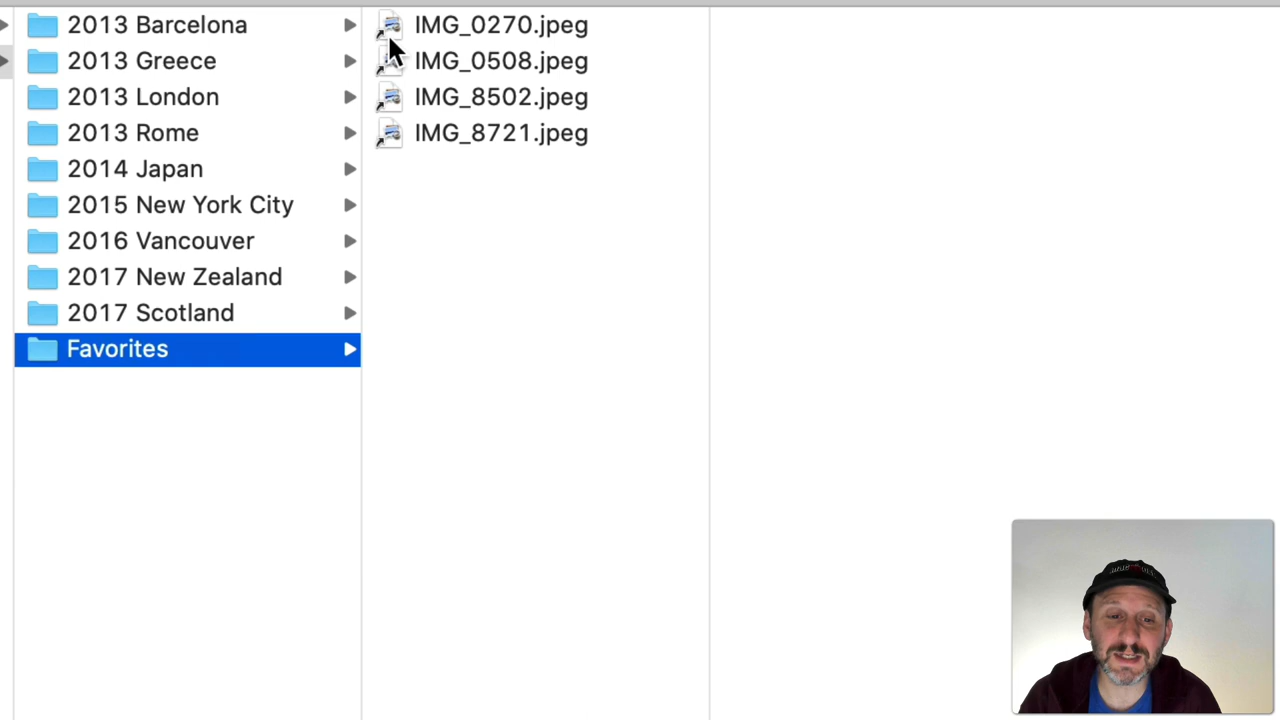 2013 Barcelona
2013 Greece
2013 London
2013 Rome
2014 Japan
2015 New York City
2016 Vancouver
2017 New Zealand
2017 Scotland
Favorites
IMG_0270.jpeg
IMG_0508.jpeg
IMG_8502.jpeg
IMG_8721.jpeg